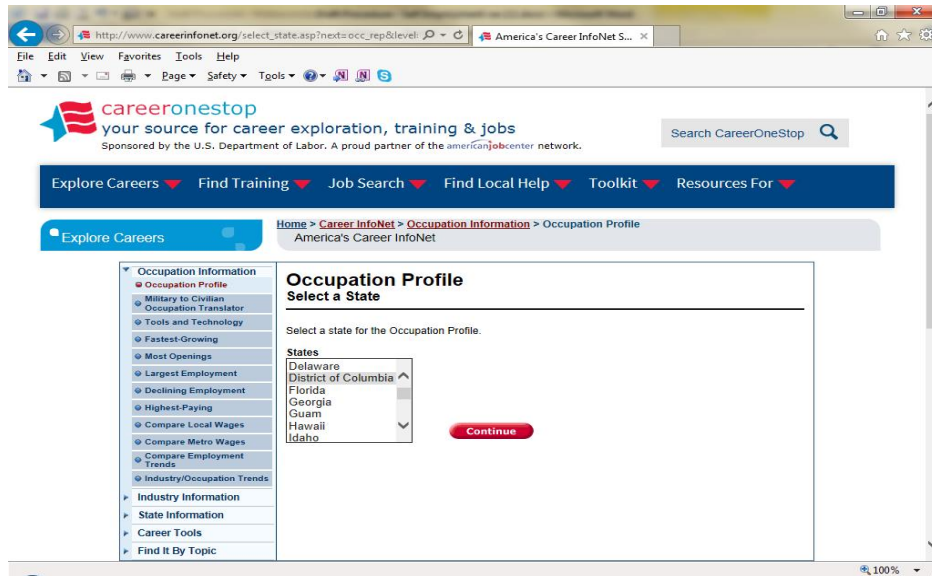 http://www.careerinfonet.org/select_state.asp?next=occ_rep&level:
America's Career InfoNet S...
File Edit View Favorites Tools Help
Page Safety Tools
careeronestop
your source for career exploration, training & jobs
Sponsored by the U.S. Department of Labor. A proud partner of the americanjobcenter network.
Search CareerOneStop
Explore Careers Find Training Job Search Find Local Help Toolkit Resources For
Explore Careers
Home > Career InfoNet > Occupation Information > Occupation Profile
America's Career InfoNet
Occupation Information
Occupation Profile
Military to Civilian
Occupation Translator
Tools and Technology
Fastest-Growing
Most Openings
Largest Employment
Declining Employment
Highest-Paying
Compare Local Wages
Compare Metro Wages
Compare Employment
Trends
Industry/Occupation Trends
Industry Information
State Information
Career Tools
Find It By Topic
Occupation Profile
Select a State
Select a state for the Occupation Profile.
States
Delaware
District of Columbia
Florida
Georgia
Guam
Hawaii
Idaho
Continue
100%